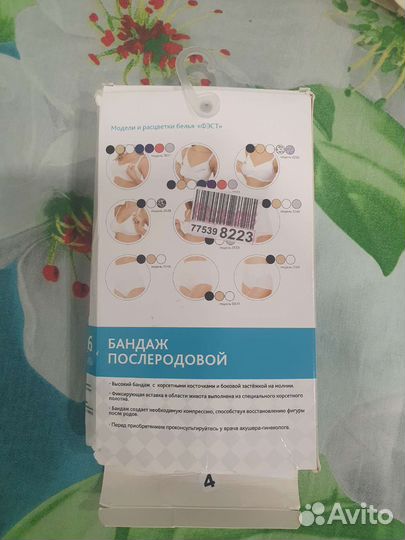 Модели и расцветки белья «ФЭСТ»
77539 8223
6
БАНДАЖ
ПОСЛЕРОДОВОЙ
· Высокий бандаж с корсетными косточками и боковой застёжкой на молнии.
· Фиксирующая вставка в области живота выполнена из специального корсетного
полотна.
· Бандаж создает необходимую компрессию, способствуя восстановлению фигуры
после родов.
· Перед приобретением проконсультируйтесь у врача акушера-гинеколога.
4
Avito